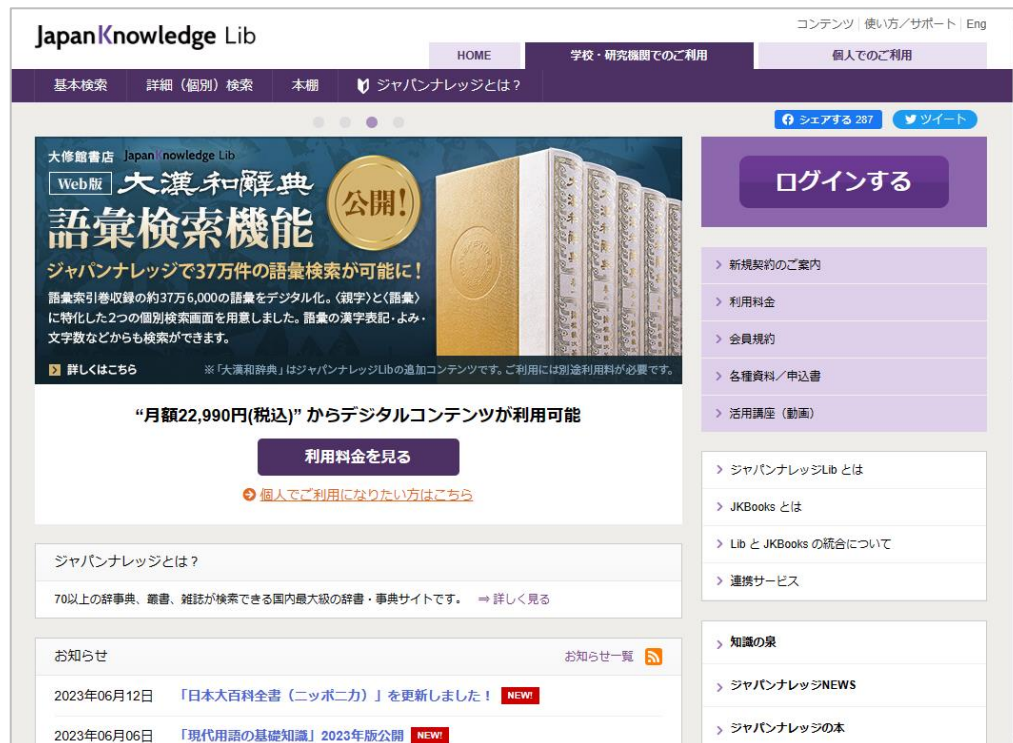 JapanKnowledge Lib
コンテンツ 使い方／サポート Eng
HOME 学校・研究機関でのご利用 個人でのご利用
基本検索 詳細（個別）検索 本棚 ジャパンナレッジとは？
シェアする 287 ツイート
大修館書店 JapanKnowledge Lib
Web版 大漢和辭典
語彙検索機能
公開!
ジャパンナレッジで37万件の語彙検索が可能に！
語彙索引巻収録の約37万6,000の語彙をデジタル化。〈親字〉と〈語彙〉
に特化した2つの個別検索画面を用意しました。語彙の漢字表記・よみ・
文字数などからも検索ができます。
詳しくはこちら ※「大漢和辞典」はジャパンナレッジLibの追加コンテンツです。ご利用には別途利用料が必要です。
“月額22,990円(税込)” からデジタルコンテンツが利用可能
利用料金を見る
個人でご利用になりたい方はこちら
ジャパンナレッジとは？
70以上の辞事典、叢書、雑誌が検索できる国内最大級の辞書・事典サイトです。 ⇒詳しく見る
お知らせ お知らせ一覧
2023年06月12日 「日本大百科全書（ニッポニカ）」を更新しました！ NEW!
2023年06月06日 「現代用語の基礎知識」2023年版公開 NEW!
ログインする
新規契約のご案内
利用料金
会員規約
各種資料／申込書
活用講座（動画）
ジャパンナレッジLib とは
JKBooks とは
Lib と JKBooks の統合について
連携サービス
知識の泉
ジャパンナレッジNEWS
ジャパンナレッジの本